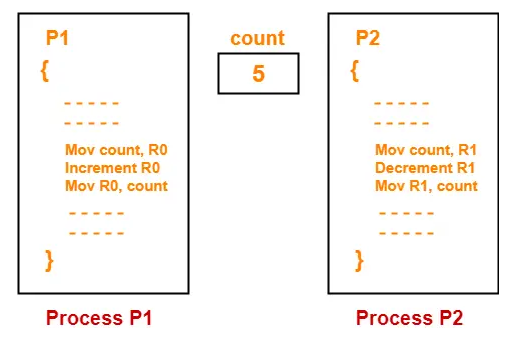 P1
{
- - - - -
- - - - -
Mov count, R0
Increment R0
Mov R0, count
- - - - -
- - - - -
}
Process P1
count
5
P2
{
- - - - -
- - - - -
Mov count, R1
Decrement R1
Mov R1, count
- - - - -
- - - - -
}
Process P2